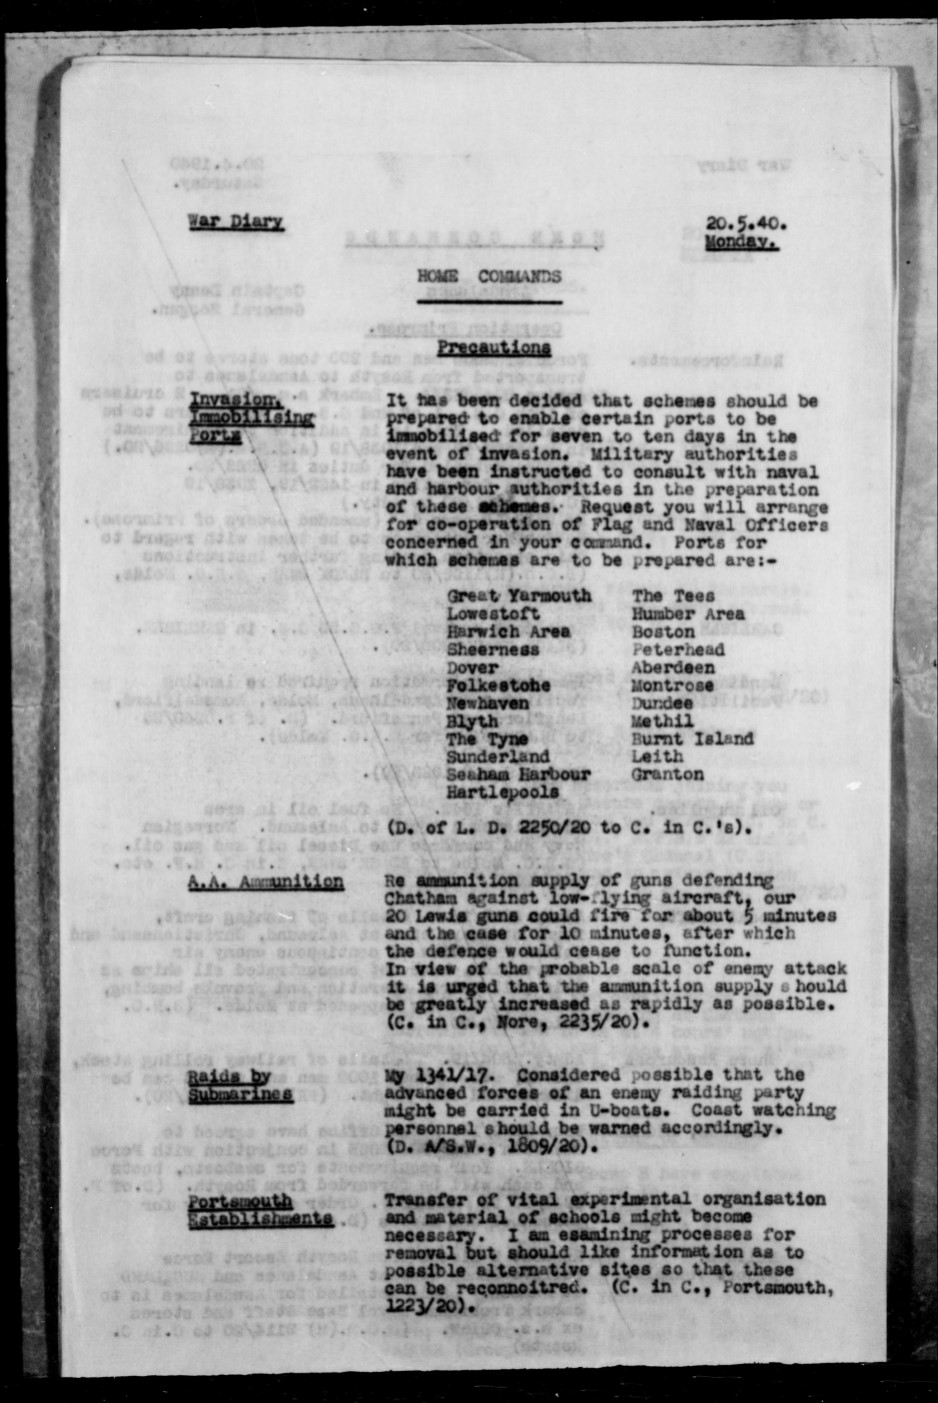 War Diary
20.5.40.
Monday.
HOME COMMANDS
Precautions
Invasion,
Immobilising
Ports
It has been decided that schemes should be
prepared to enable certain ports to be
immobilised for seven to ten days in the
event of invasion. Military authorities
have been instructed to consult with naval
and harbour authorities in the preparation
of these schemes. Request you will arrange
for co-operation of Flag and Naval Officers
concerned in your command. Ports for
which schemes are to be prepared are:-
Great Yarmouth The Tees
Lowestoft Humber Area
Harwich Area Boston
Sheerness Peterhead
Dover Aberdeen
Folkestone Montrose
Newhaven Dundee
Blyth Methil
The Tyne Burnt Island
Sunderland Leith
Seaham Harbour Granton
Hartlepools
(D. of L. D. 2250/20 to C. in C.'s).
A.A. Ammunition
Re ammunition supply of guns defending
Chatham against low-flying aircraft, our
20 Lewis guns could fire for about 5 minutes
and the case for 10 minutes, after which
the defence would cease to function.
In view of the probable scale of enemy attack
it is urged that the ammunition supply should
be greatly increased as rapidly as possible.
(C. in C., Nore, 2235/20).
Raids by
Submarines
My 1341/17. Considered possible that the
advanced forces of an enemy raiding party
might be carried in U-boats. Coast watching
personnel should be warned accordingly.
(D. A/S.W., 1809/20).
Portsmouth
Establishments
Transfer of vital experimental organisation
and material of schools might become
necessary. I am esamining processes for
removal but should like information as to
possible alternative sites so that these
can be reconnoitred. (C. in C., Portsmouth,
1223/20).